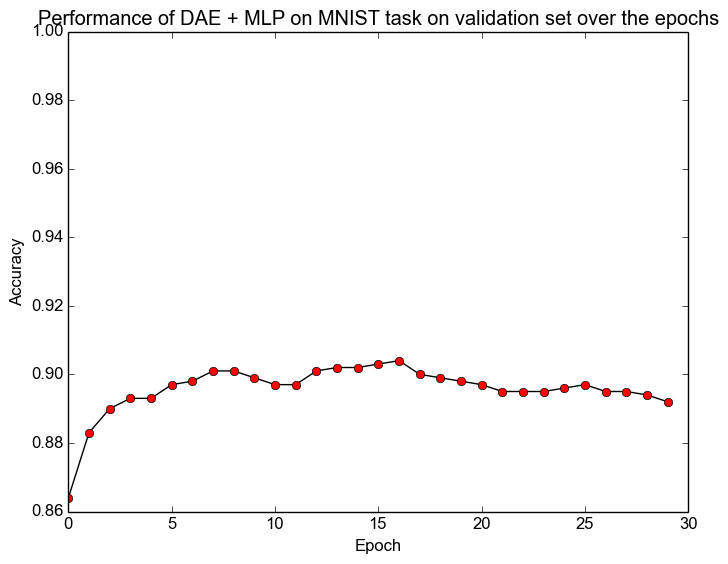 Performance of DAE + MLP on MNIST task on validation set over the epochs
1.00
0.98
0.96
0.94
0.92
0.90
0.88
0.86
Accuracy
0 5 10 15 20 25 30
Epoch